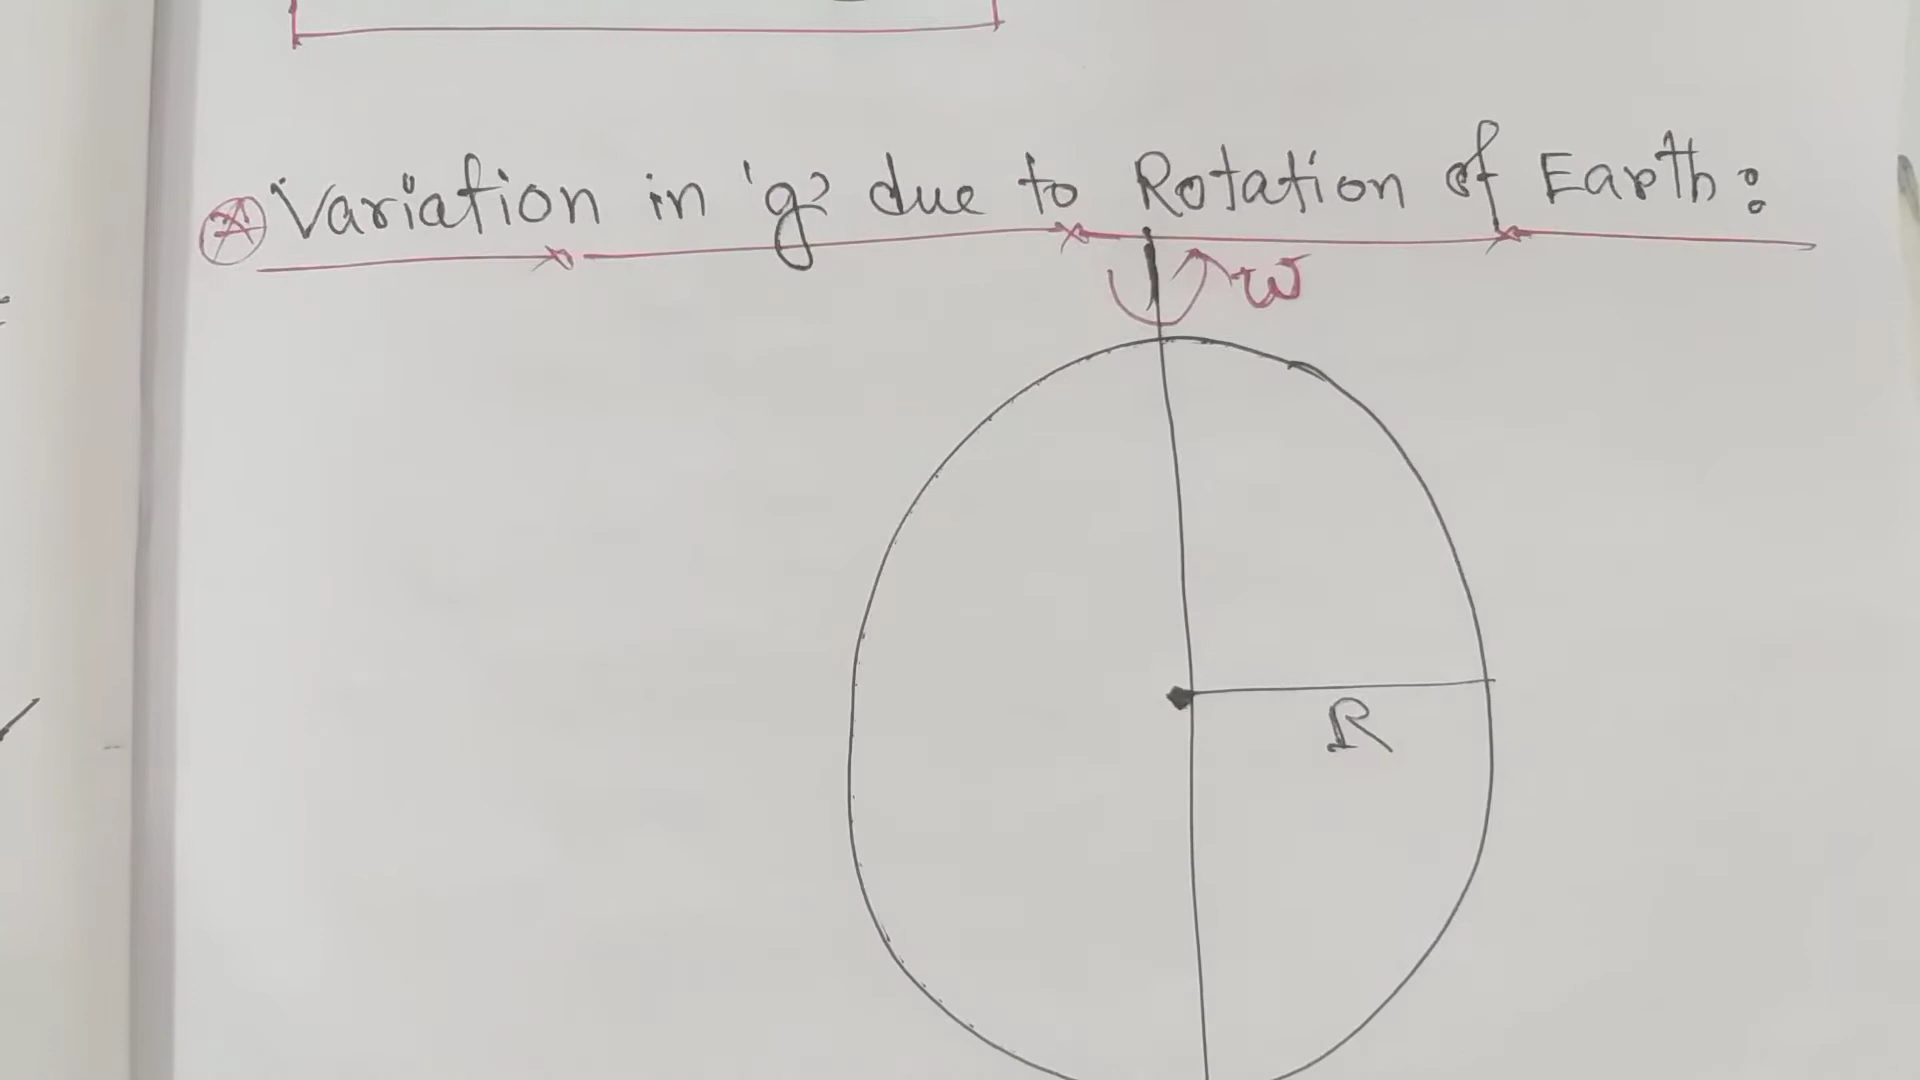 Variation in 'g' due to Rotation of Earth:
ω
R